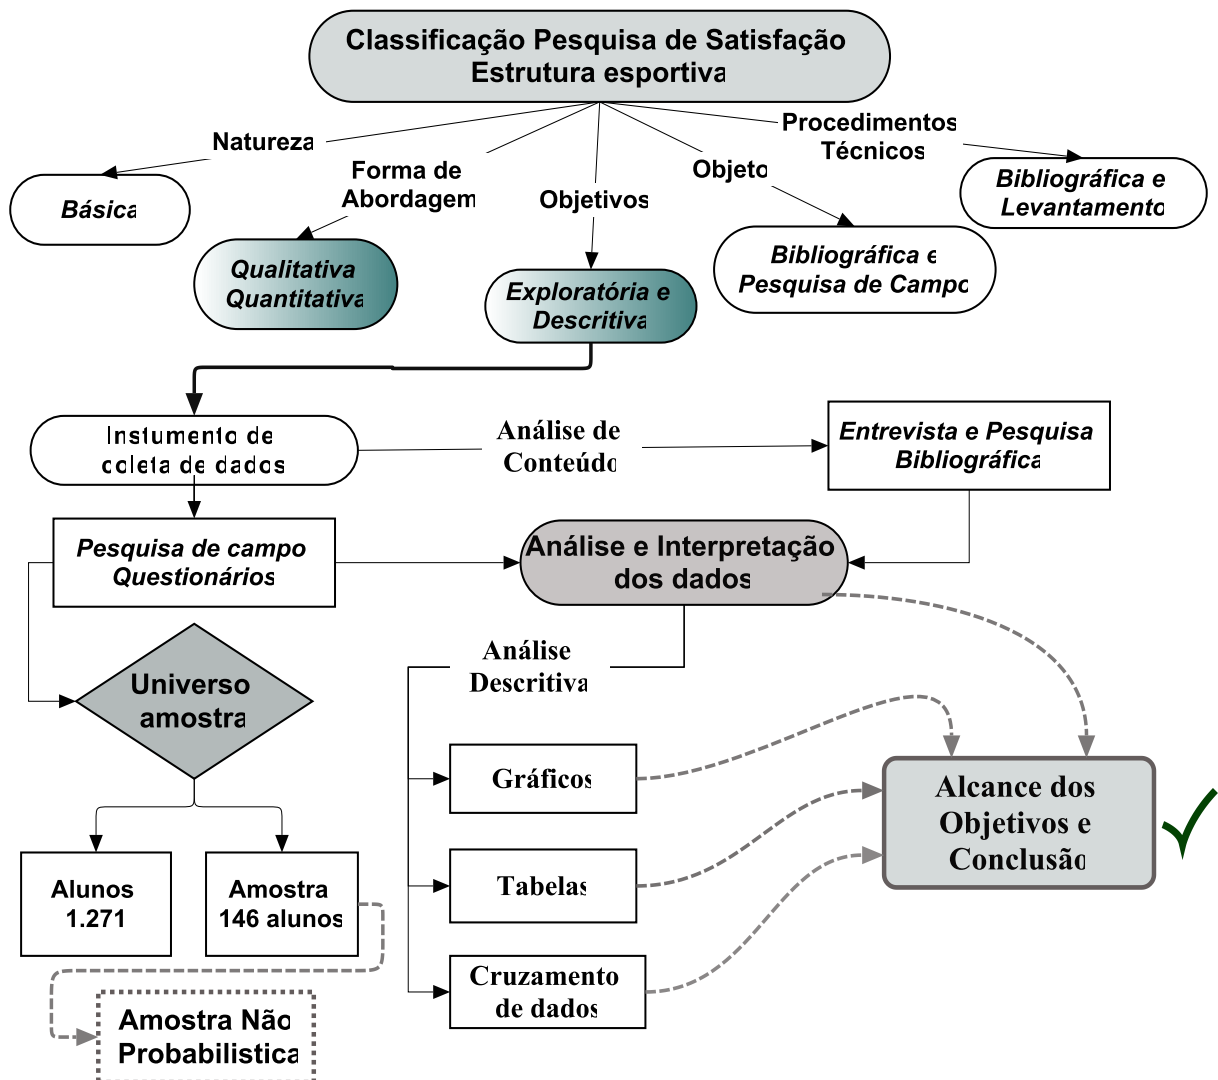 Classificação Pesquisa de Satisfação
Estrutura esportiva
Natureza
Forma de
Abordagem
Objetivos
Objeto
Procedimentos
Técnicos
Básica
Qualitativa
Quantitativa
Exploratória e
Descritiva
Bibliográfica e
Pesquisa de Campo
Bibliográfica e
Levantamento
Instumento de
coleta de dados
Análise de
Conteúdo
Entrevista e Pesquisa
Bibliográfica
Pesquisa de campo
Questionários
Análise e Interpretação
dos dados
Universo
amostra
Análise
Descritiva
Alunos
1.271
Amostra
146 alunos
Amostra Não
Probabilistica
Gráficos
Tabelas
Cruzamento
de dados
Alcance dos
Objetivos e
Conclusão